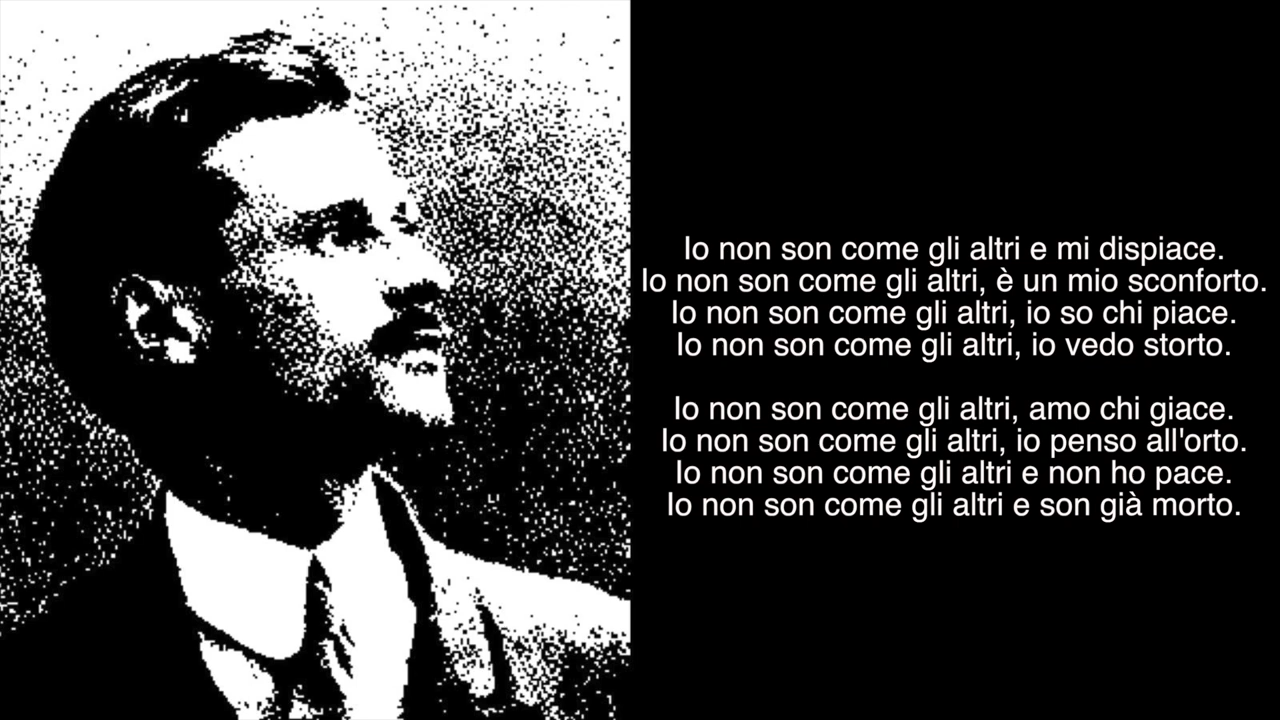 Io non son come gli altri e mi dispiace.
Io non son come gli altri, è un mio sconforto.
Io non son come gli altri, io so chi piace.
Io non son come gli altri, io vedo storto.
Io non son come gli altri, amo chi giace.
Io non son come gli altri, io penso all'orto.
Io non son come gli altri e non ho pace.
Io non son come gli altri e son già morto.